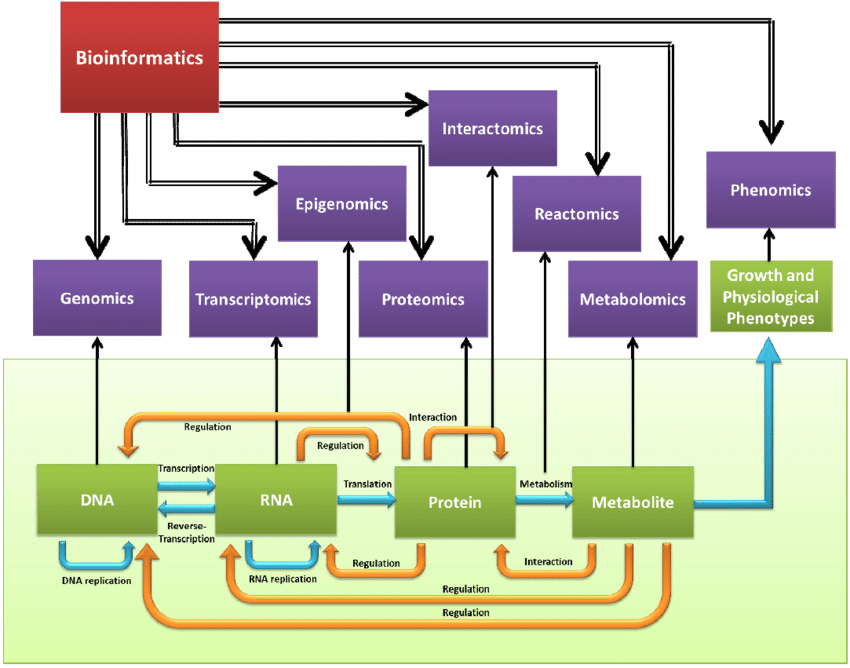 Bioinformatics
Interactomics
Phenomics
Epigenomics
Reactomics
Genomics
Transcriptomics
Proteomics
Metabolomics
Growth and
Physiological
Phenotypes
Regulation
Interaction
Regulation
Transcription
Translation
Metabolism
DNA
RNA
Protein
Metabolite
Reverse-
Transcription
DNA replication
RNA replication
Regulation
Interaction
Regulation
Regulation